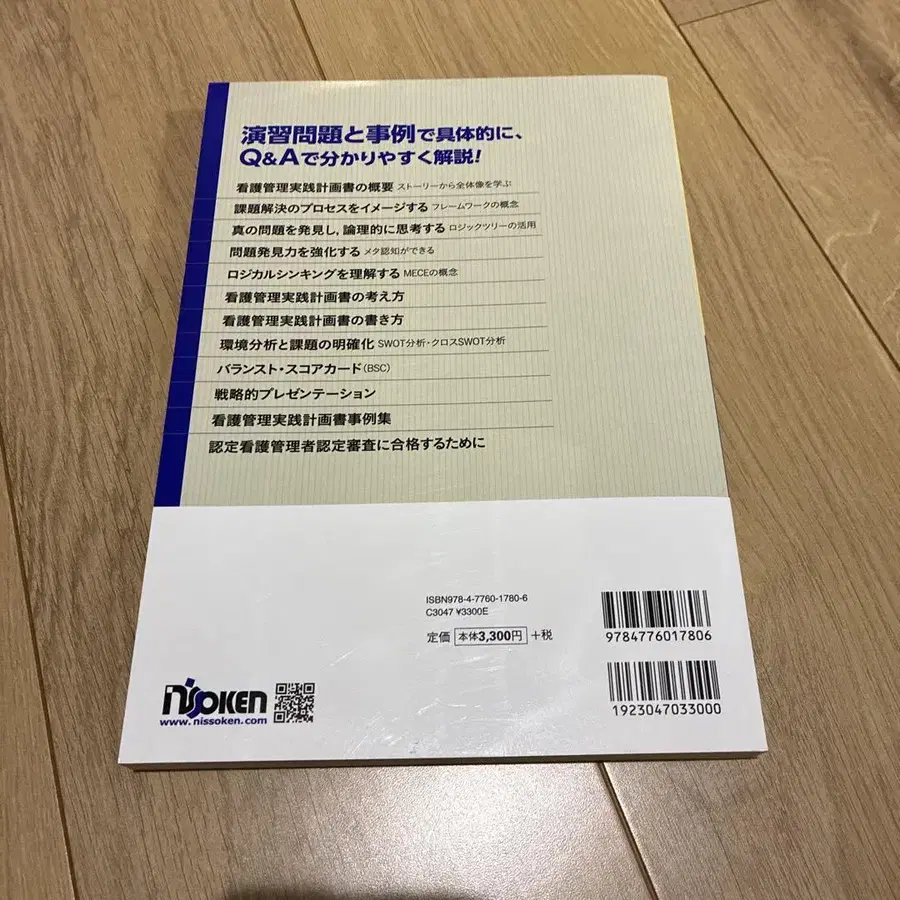 演習問題と事例で具体的に、
Q&Aで分かりやすく解説!
看護管理実践計画書の概要 ストーリーから全体像を学ぶ
課題解決のプロセスをイメージする フレームワークの概念
真の問題を発見し,論理的に思考する ロジックツリーの活用
問題発見力を強化する メタ認知ができる
ロジカルシンキングを理解する MECEの概念
看護管理実践計画書の考え方
看護管理実践計画書の書き方
環境分析と課題の明確化 SWOT分析・クロスSWOT分析
バランスト・スコアカード(BSC)
戦略的プレゼンテーション
看護管理実践計画書事例集
認定看護管理者認定審査に合格するために
ISBN978-4-7760-1780-6
C3047 ¥3300E
定価 本体3,300円 +税
9784776017806
1923047033000
nissOKEN
www.nissoken.com